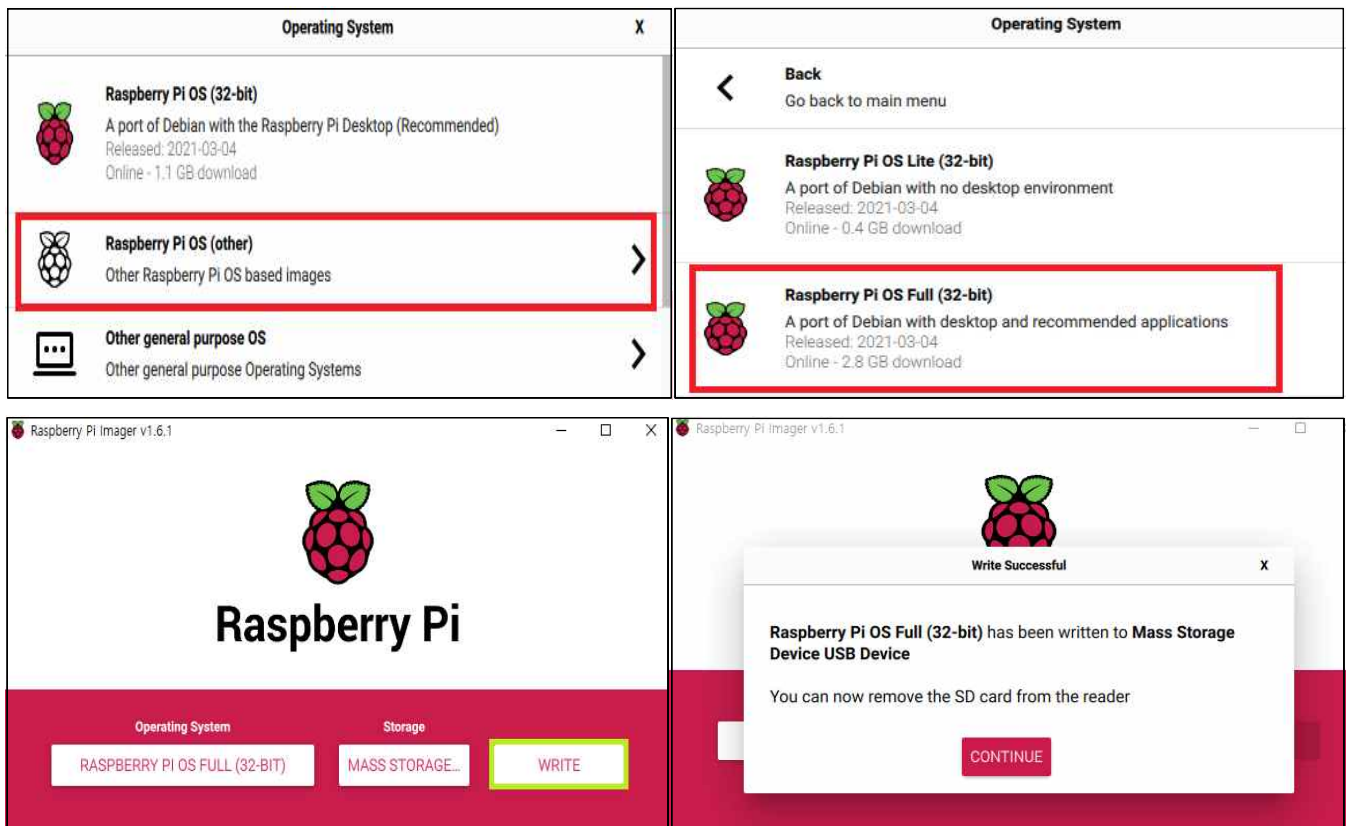 Operating System
X
Raspberry Pi OS (32-bit)
A port of Debian with the Raspberry Pi Desktop (Recommended)
Released: 2021-03-04
Online - 1.1 GB download
Raspberry Pi OS (other)
Other Raspberry Pi OS based images
Other general purpose OS
Other general purpose Operating Systems
Operating System
Back
Go back to main menu
Raspberry Pi OS Lite (32-bit)
A port of Debian with no desktop environment
Released: 2021-03-04
Online - 0.4 GB download
Raspberry Pi OS Full (32-bit)
A port of Debian with desktop and recommended applications
Released: 2021-03-04
Online - 2.8 GB download
Raspberry Pi Imager v1.6.1
Raspberry Pi
Operating System
Storage
RASPBERRY PI OS FULL (32-BIT)
MASS STORAGE...
WRITE
Raspberry Pi Imager v1.6.1
Write Successful
X
Raspberry Pi OS Full (32-bit) has been written to Mass Storage
Device USB Device
You can now remove the SD card from the reader
CONTINUE